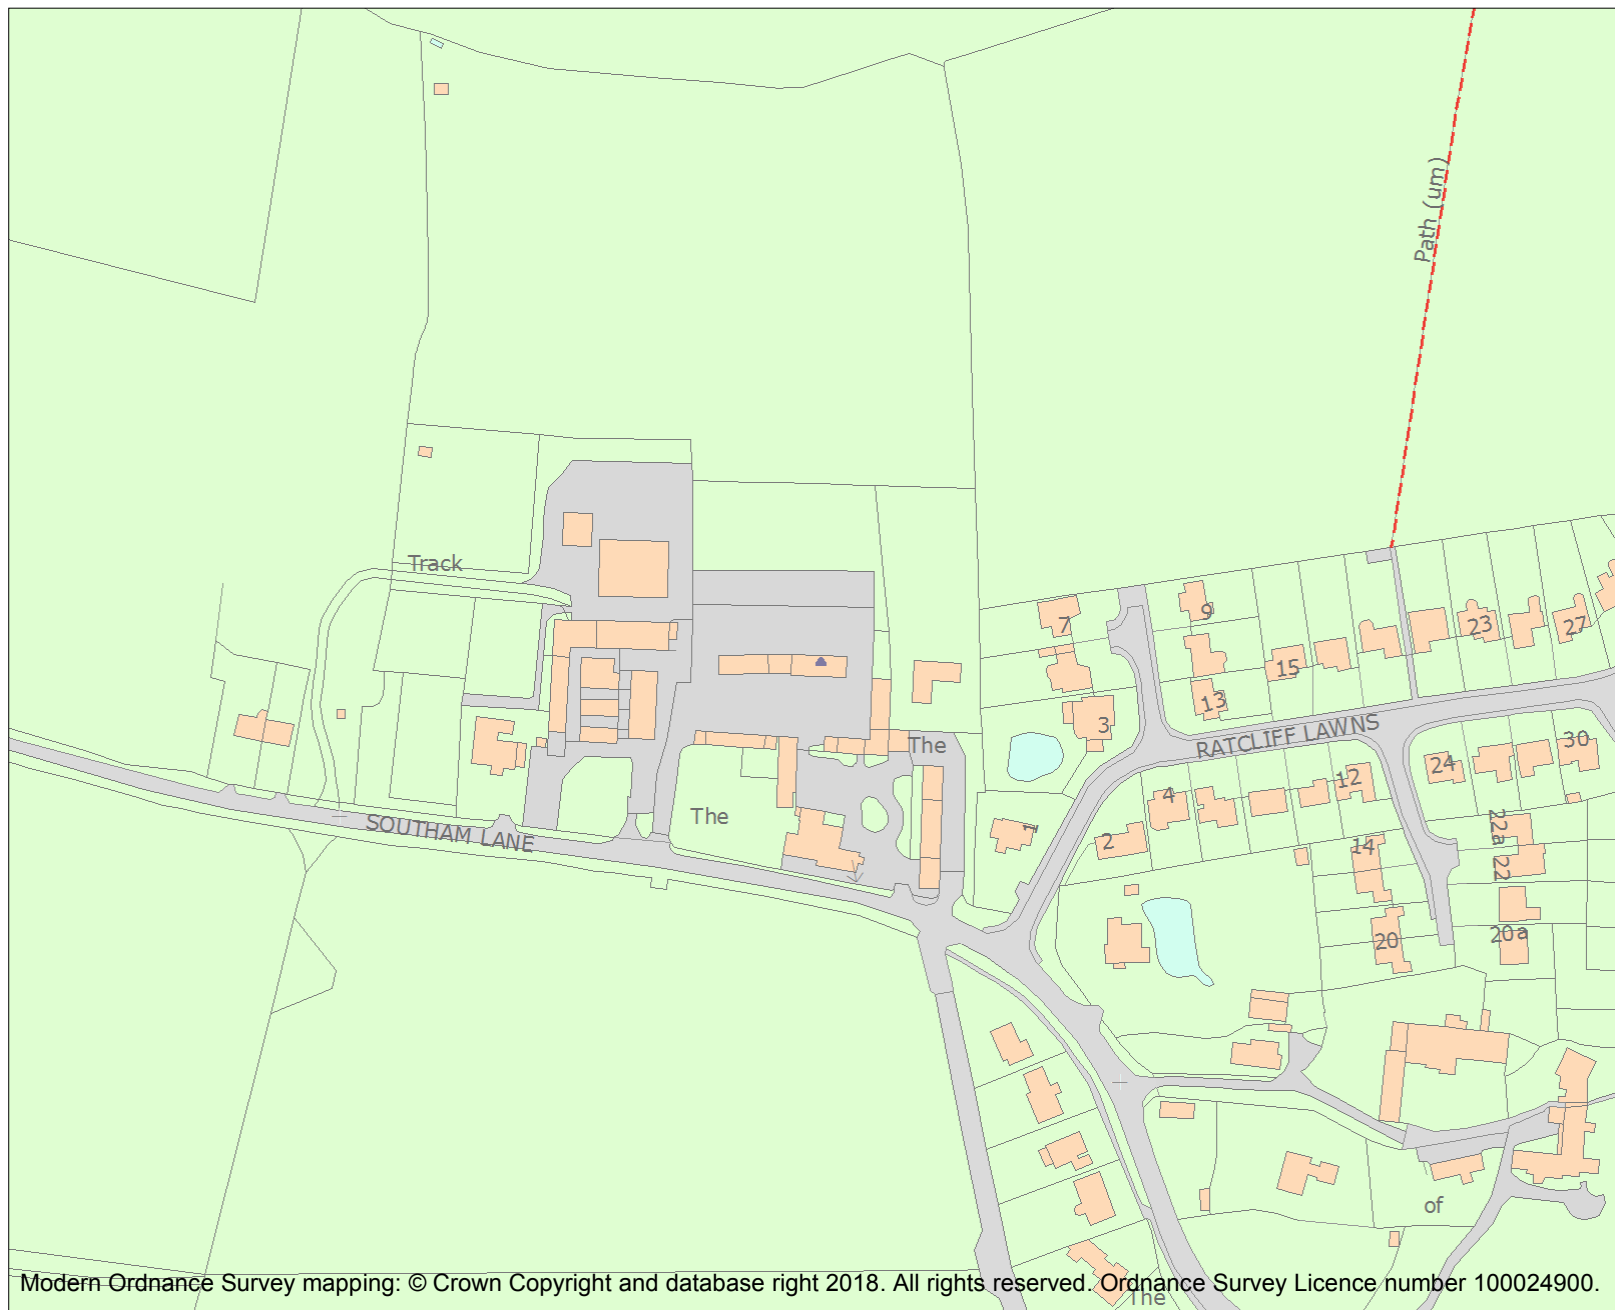 Path (um)
Track
7
9
23
27
15
13
3
The
RATCLIFF LAWNS
30
24
12
4
The
SOUTHAM LANE
1
2
14
22a
22
20
20a
of
The
Modern Ordnance Survey mapping: © Crown Copyright and database right 2018. All rights reserved. Ordnance Survey Licence number 100024900.